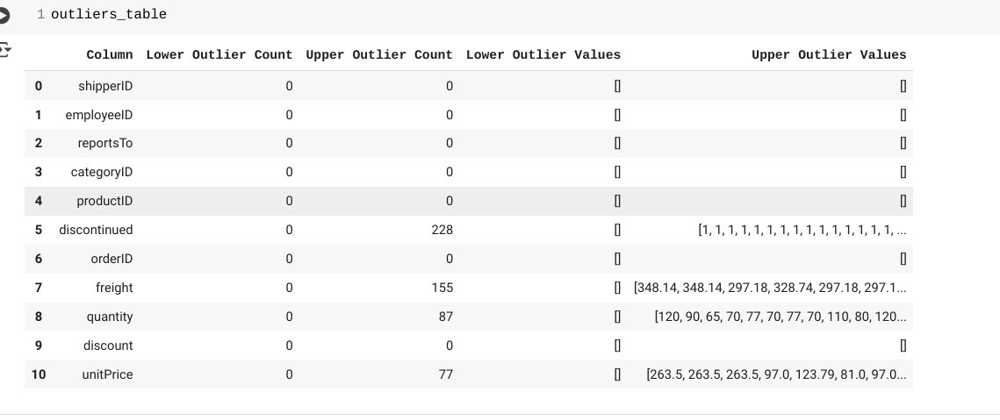 1 outliers_table
Column Lower Outlier Count Upper Outlier Count Lower Outlier Values Upper Outlier Values
0 shipperID 0 0 [] []
1 employeeID 0 0 [] []
2 reportsTo 0 0 [] []
3 categoryID 0 0 [] []
4 productID 0 0 [] []
5 discontinued 0 228 [] [1, 1, 1, 1, 1, 1, 1, 1, 1, 1, 1, 1, 1, 1, 1, ...
6 orderID 0 0 [] []
7 freight 0 155 [] [348.14, 348.14, 297.18, 328.74, 297.18, 297.1...
8 quantity 0 87 [] [120, 90, 65, 70, 77, 70, 77, 70, 110, 80, 120...
9 discount 0 0 [] []
10 unitPrice 0 77 [] [263.5, 263.5, 263.5, 97.0, 123.79, 81.0, 97.0...